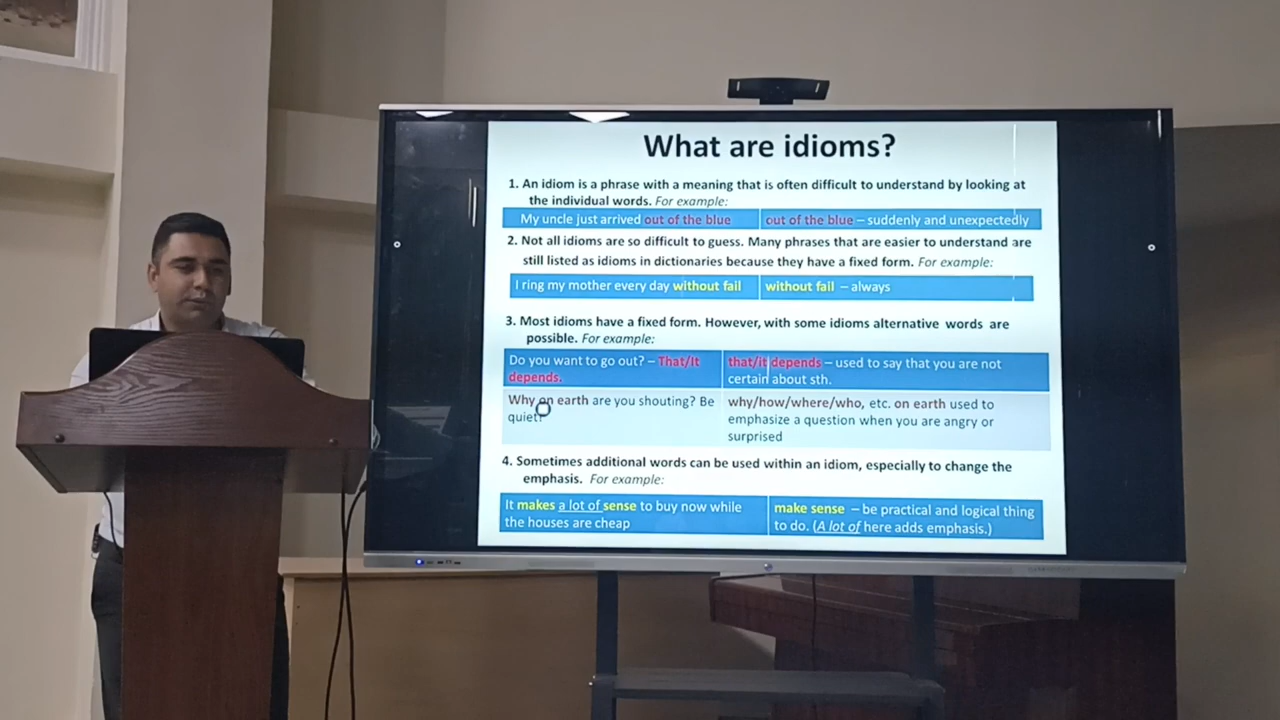 What are idioms?
1. An idiom is a phrase with a meaning that is often difficult to understand by looking at
the individual words. For example:
My uncle just arrived out of the blue
out of the blue – suddenly and unexpectedly
2. Not all idioms are so difficult to guess. Many phrases that are easier to understand are
still listed as idioms in dictionaries because they have a fixed form. For example:
I ring my mother every day without fail
without fail – always
3. Most idioms have a fixed form. However, with some idioms alternative words are
possible. For example:
Do you want to go out? – That/It
depends.
that/it depends – used to say that you are not
certain about sth.
Why on earth are you shouting? Be
quiet!
why/how/where/who, etc. on earth used to
emphasize a question when you are angry or
surprised
4. Sometimes additional words can be used within an idiom, especially to change the
emphasis. For example:
It makes a lot of sense to buy now while
the houses are cheap
make sense – be practical and logical thing
to do. (A lot of here adds emphasis.)